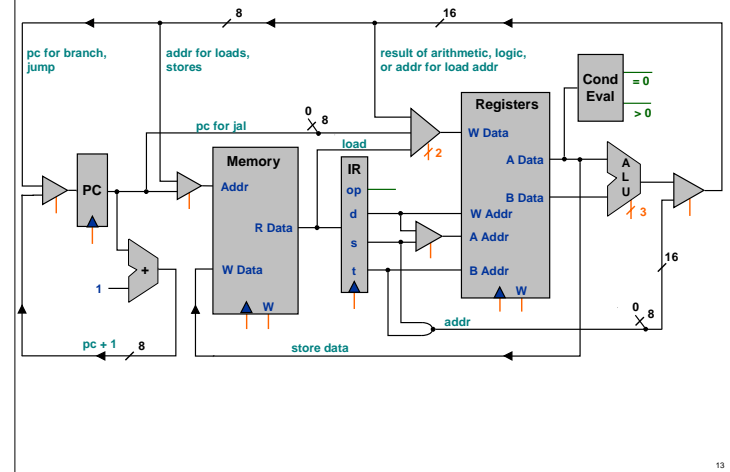 8
16
pc for branch,
jump
addr for loads,
stores
result of arithmetic, logic,
or addr for load addr
Cond
Eval
= 0
> 0
Registers
0
8
pc for jal
load
W Data
2
A Data
A
L
U
Memory
IR
PC
Addr
op
B Data
3
R Data
d
W Addr
s
A Addr
+
W Data
t
B Addr
16
1
W
W
0
8
addr
pc + 1
8
store data
13